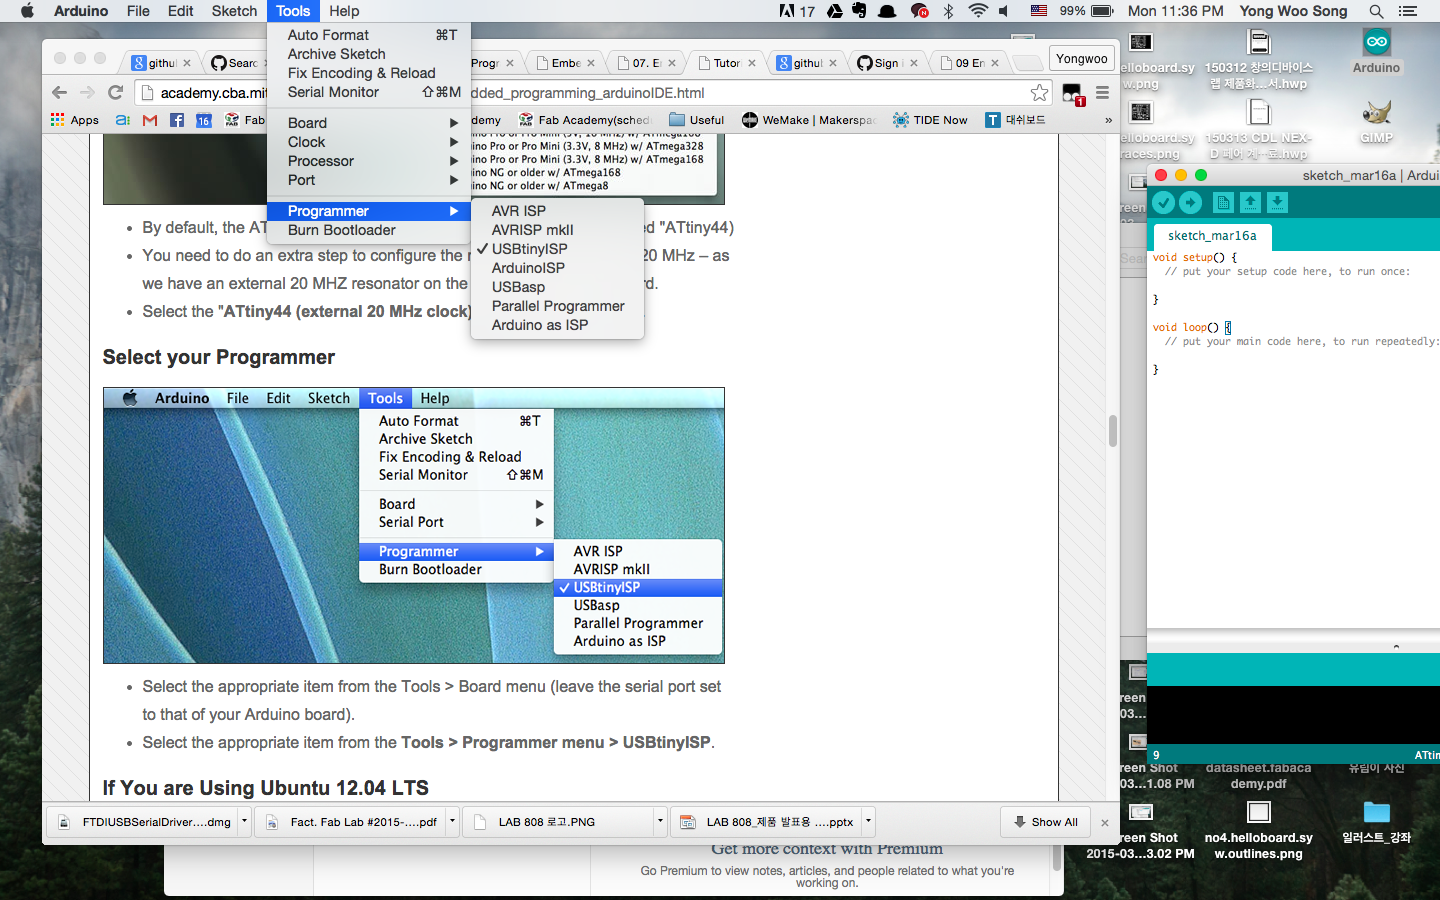 Arduino File Edit Sketch Tools Help
17 99% Mon 11:36 PM Yong Woo Song
Auto Format ⌘T
Archive Sketch
Fix Encoding & Reload
Serial Monitor ⇧⌘M
Board
Clock
Processor
Port
Programmer
Burn Bootloader
AVR ISP
AVRISP mkII
✓ USBtinyISP
ArduinoISP
USBasp
Parallel Programmer
Arduino as ISP
githu Searc Progr Embe 07. E Tutor githu Sign i 09 En Yongwoo
academy.cba.mit dded_programming_arduinoIDE.html
1
Apps 16 Fab demy Fab Academy(sche Useful WeMake | Makerspa TIDE Now 대쉬보드 »
ino Pro or Pro Mini (3.3V, 8 MHz) w/ ATmega328
ino Pro or Pro Mini (3.3V, 8 MHz) w/ ATmega168
ino NG or older w/ ATmega168
ino NG or older w/ ATmega8
• By default, the AT ed "ATtiny44)
• You need to do an extra step to configure the 20 MHz – as
we have an external 20 MHZ resonator on the rd.
• Select the "ATtiny44 (external 20 MHz clock)
Select your Programmer
Arduino File Edit Sketch Tools Help
Auto Format ⌘T
Archive Sketch
Fix Encoding & Reload
Serial Monitor ⇧⌘M
Board
Serial Port
Programmer
Burn Bootloader
AVR ISP
AVRISP mkII
✓ USBtinyISP
USBasp
Parallel Programmer
Arduino as ISP
• Select the appropriate item from the Tools > Board menu (leave the serial port set
to that of your Arduino board).
• Select the appropriate item from the Tools > Programmer menu > USBtinyISP.
If You are Using Ubuntu 12.04 LTS
FTDIUSBSerialDriver....dmg Fact. Fab Lab #2015-....pdf LAB 808 로고.PNG LAB 808_제품 발표용 ....pptx Show All
Get more context with Premium
Go Premium to view notes, articles, and people related to what you're
working on.
elloboard.sy
w.png
150312 창의디바이스
랩 제품화...서.hwp
Arduino
elloboard.sy
races.png
150313 CDL NEX-
GIMP
sketch_mar16a | Ardui
sketch_mar16a
void setup() {
// put your setup code here, to run once:
}
void loop() {
// put your main code here, to run repeatedly:
}
9 ATtin
reen Shot
03...1.08 PM
datasheet.fabaca
demy.pdf
유림이 사진
reen Shot
2015-03...3.02 PM
no4.helloboard.sy
w.outlines.png
일러스트_강좌